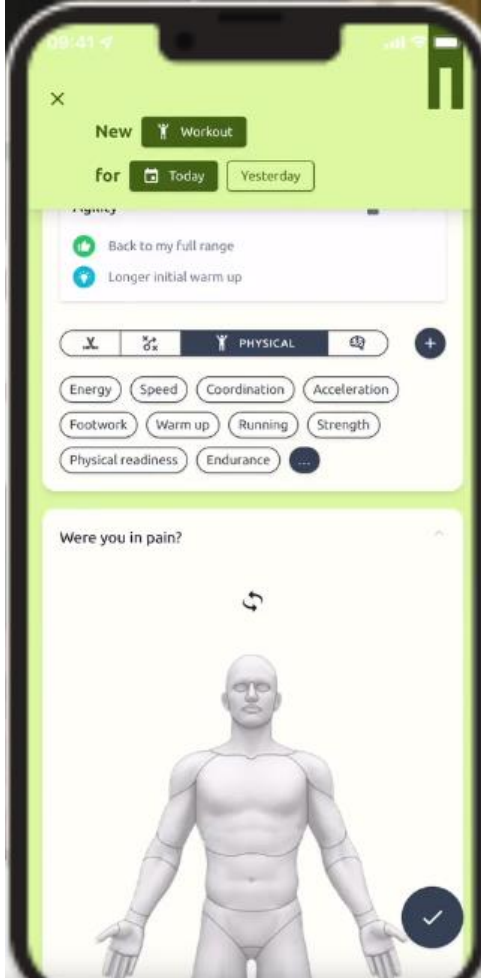 09:41
New Workout
for Today Yesterday
Agility
Back to my full range
Longer initial warm up
PHYSICAL
Energy Speed Coordination Acceleration
Footwork Warm up Running Strength
Physical readiness Endurance ...
Were you in pain?